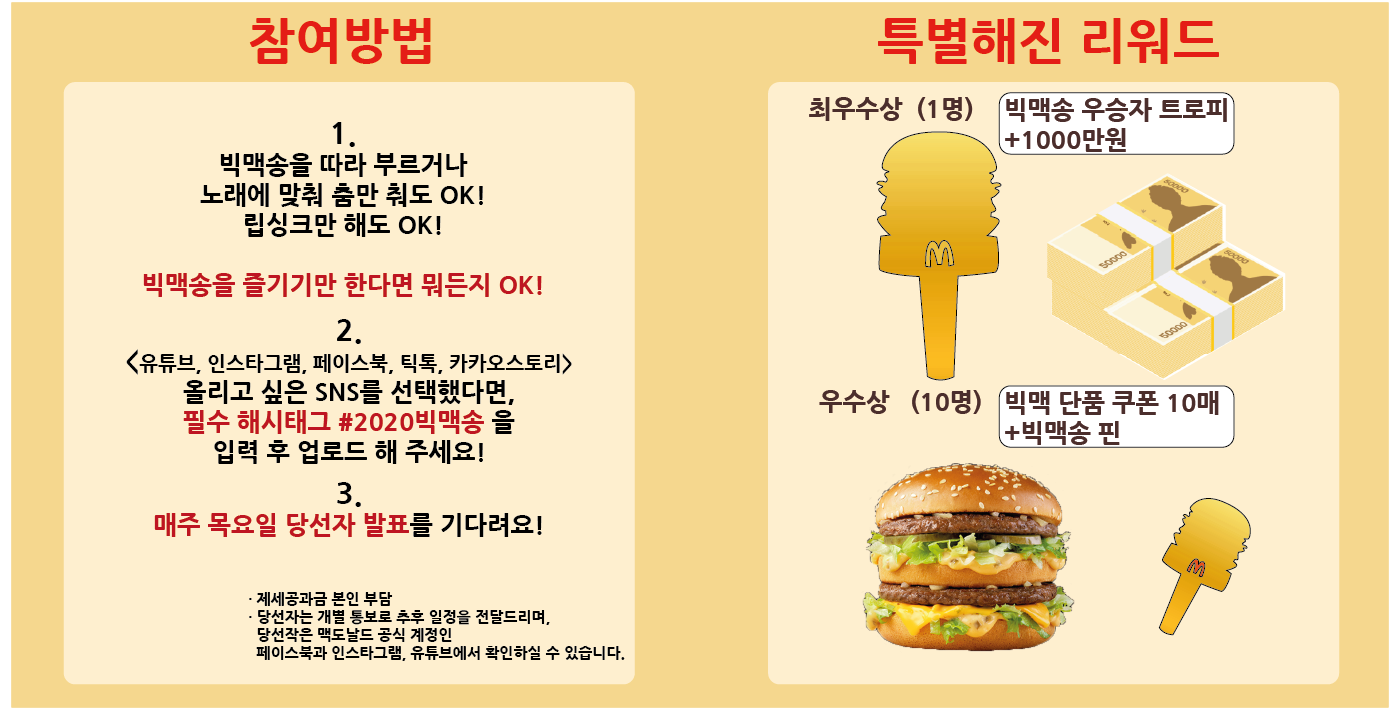 참여방법
1.
빅맥송을 따라 부르거나
노래에 맞춰 춤만 춰도 OK!
립싱크만 해도 OK!
빅맥송을 즐기기만 한다면 뭐든지 OK!
2.
<유튜브, 인스타그램, 페이스북, 틱톡, 카카오스토리>
올리고 싶은 SNS를 선택했다면,
필수 해시태그 #2020빅맥송 을
입력 후 업로드 해 주세요!
3.
매주 목요일 당선자 발표를 기다려요!
· 제세공과금 본인 부담
· 당선자는 개별 통보로 추후 일정을 전달드리며,
당선작은 맥도날드 공식 계정인
페이스북과 인스타그램, 유튜브에서 확인하실 수 있습니다.
특별해진 리워드
최우수상 (1명)
빅맥송 우승자 트로피
+1000만원
50000
50000
50000
50000
우수상 (10명)
빅맥 단품 쿠폰 10매
+빅맥송 핀